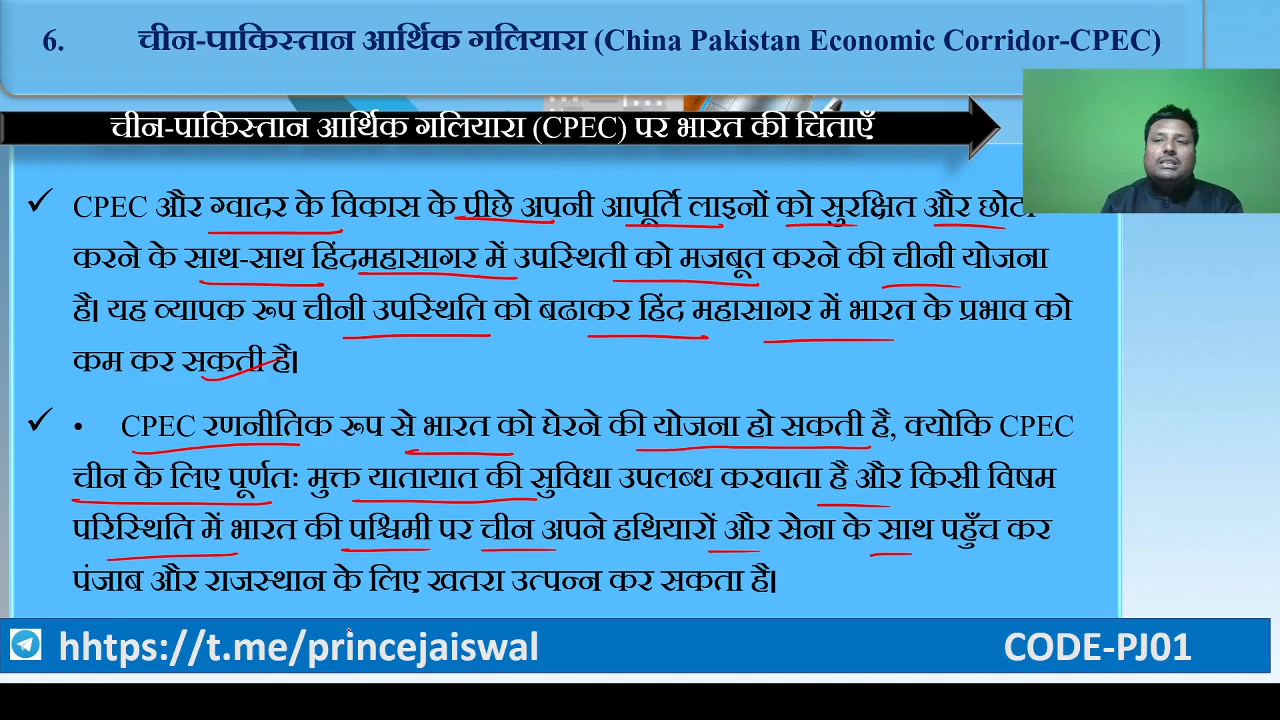 6. चीन-पाकिस्तान आर्थिक गलियारा (China Pakistan Economic Corridor-CPEC)
चीन-पाकिस्तान आर्थिक गलियारा (CPEC) पर भारत की चिंताएँ
✓ CPEC और ग्वादर के विकास के पीछे अपनी आपूर्ति लाइनों को सुरक्षित और छोटा
करने के साथ-साथ हिंदमहासागर में उपस्थिती को मजबूत करने की चीनी योजना
है। यह व्यापक रूप चीनी उपस्थिति को बढाकर हिंद महासागर में भारत के प्रभाव को
कम कर सकती है।
✓ • CPEC रणनीतिक रूप से भारत को घेरने की योजना हो सकती है, क्योकि CPEC
चीन के लिए पूर्णतः मुक्त यातायात की सुविधा उपलब्ध करवाता है और किसी विषम
परिस्थिति में भारत की पश्चिमी पर चीन अपने हथियारों और सेना के साथ पहुँच कर
पंजाब और राजस्थान के लिए खतरा उत्पन्न कर सकता है।
hhtps://t.me/princejaiswal CODE-PJ01